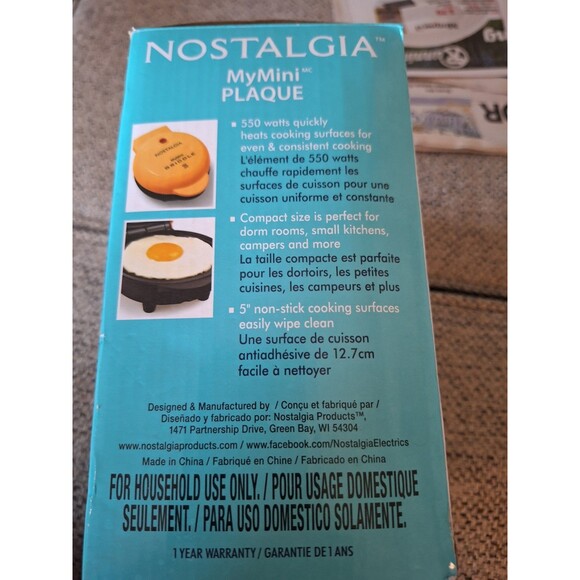 NOSTALGIA™
MyMini MC
PLAQUE
▪ 550 watts quickly
heats cooking surfaces for
even & consistent cooking
L'élément de 550 watts
chauffe rapidement les
surfaces de cuisson pour une
cuisson uniforme et constante
▪ Compact size is perfect for
dorm rooms, small kitchens,
campers and more
La taille compacte est parfaite
pour les dortoirs, les petites
cuisines, les campeurs et plus
▪ 5" non-stick cooking surfaces
easily wipe clean
Une surface de cuisson
antiadhésive de 12.7cm
facile à nettoyer
NOSTALGIA
GRIDDLE
Designed & Manufactured by / Conçu et fabriqué par /
Diseñado y fabricado por: Nostalgia Products™,
1471 Partnership Drive, Green Bay, WI 54304
www.nostalgiaproducts.com / www.facebook.com/NostalgiaElectrics
Made in China / Fabriqué en Chine / Fabricado en China
FOR HOUSEHOLD USE ONLY. / POUR USAGE DOMESTIQUE
SEULEMENT. / PARA USO DOMESTICO SOLAMENTE.
1 YEAR WARRANTY / GARANTIE DE 1 ANS
OR